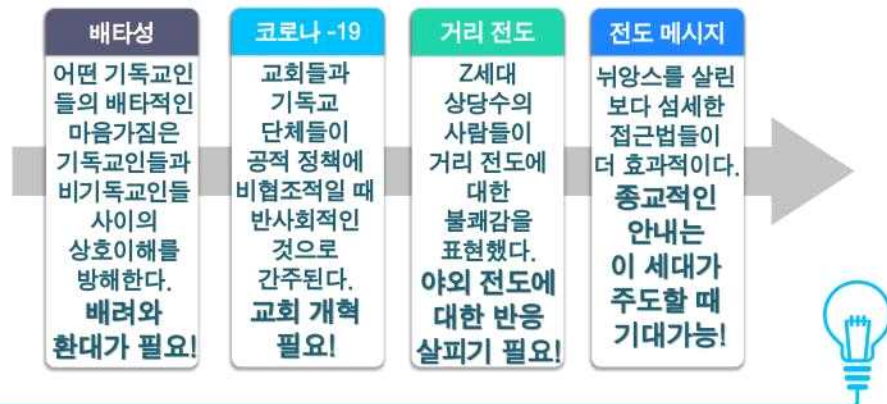 배타성
어떤 기독교인
들의 배타적인
마음가짐은
기독교인들과
비기독교인들
사이의
상호이해를
방해한다.
배려와
환대가 필요!
코로나 -19
교회들과
기독교
단체들이
공적 정책에
비협조적일 때
반사회적인
것으로
간주된다.
교회 개혁
필요!
거리 전도
Z세대
상당수의
사람들이
거리 전도에
대한
불쾌감을
표현했다.
야외 전도에
대한 반응
살피기 필요!
전도 메시지
뉘앙스를 살린
보다 섬세한
접근법들이
더 효과적이다.
종교적인
안내는
이 세대가
주도할 때
기대가능!